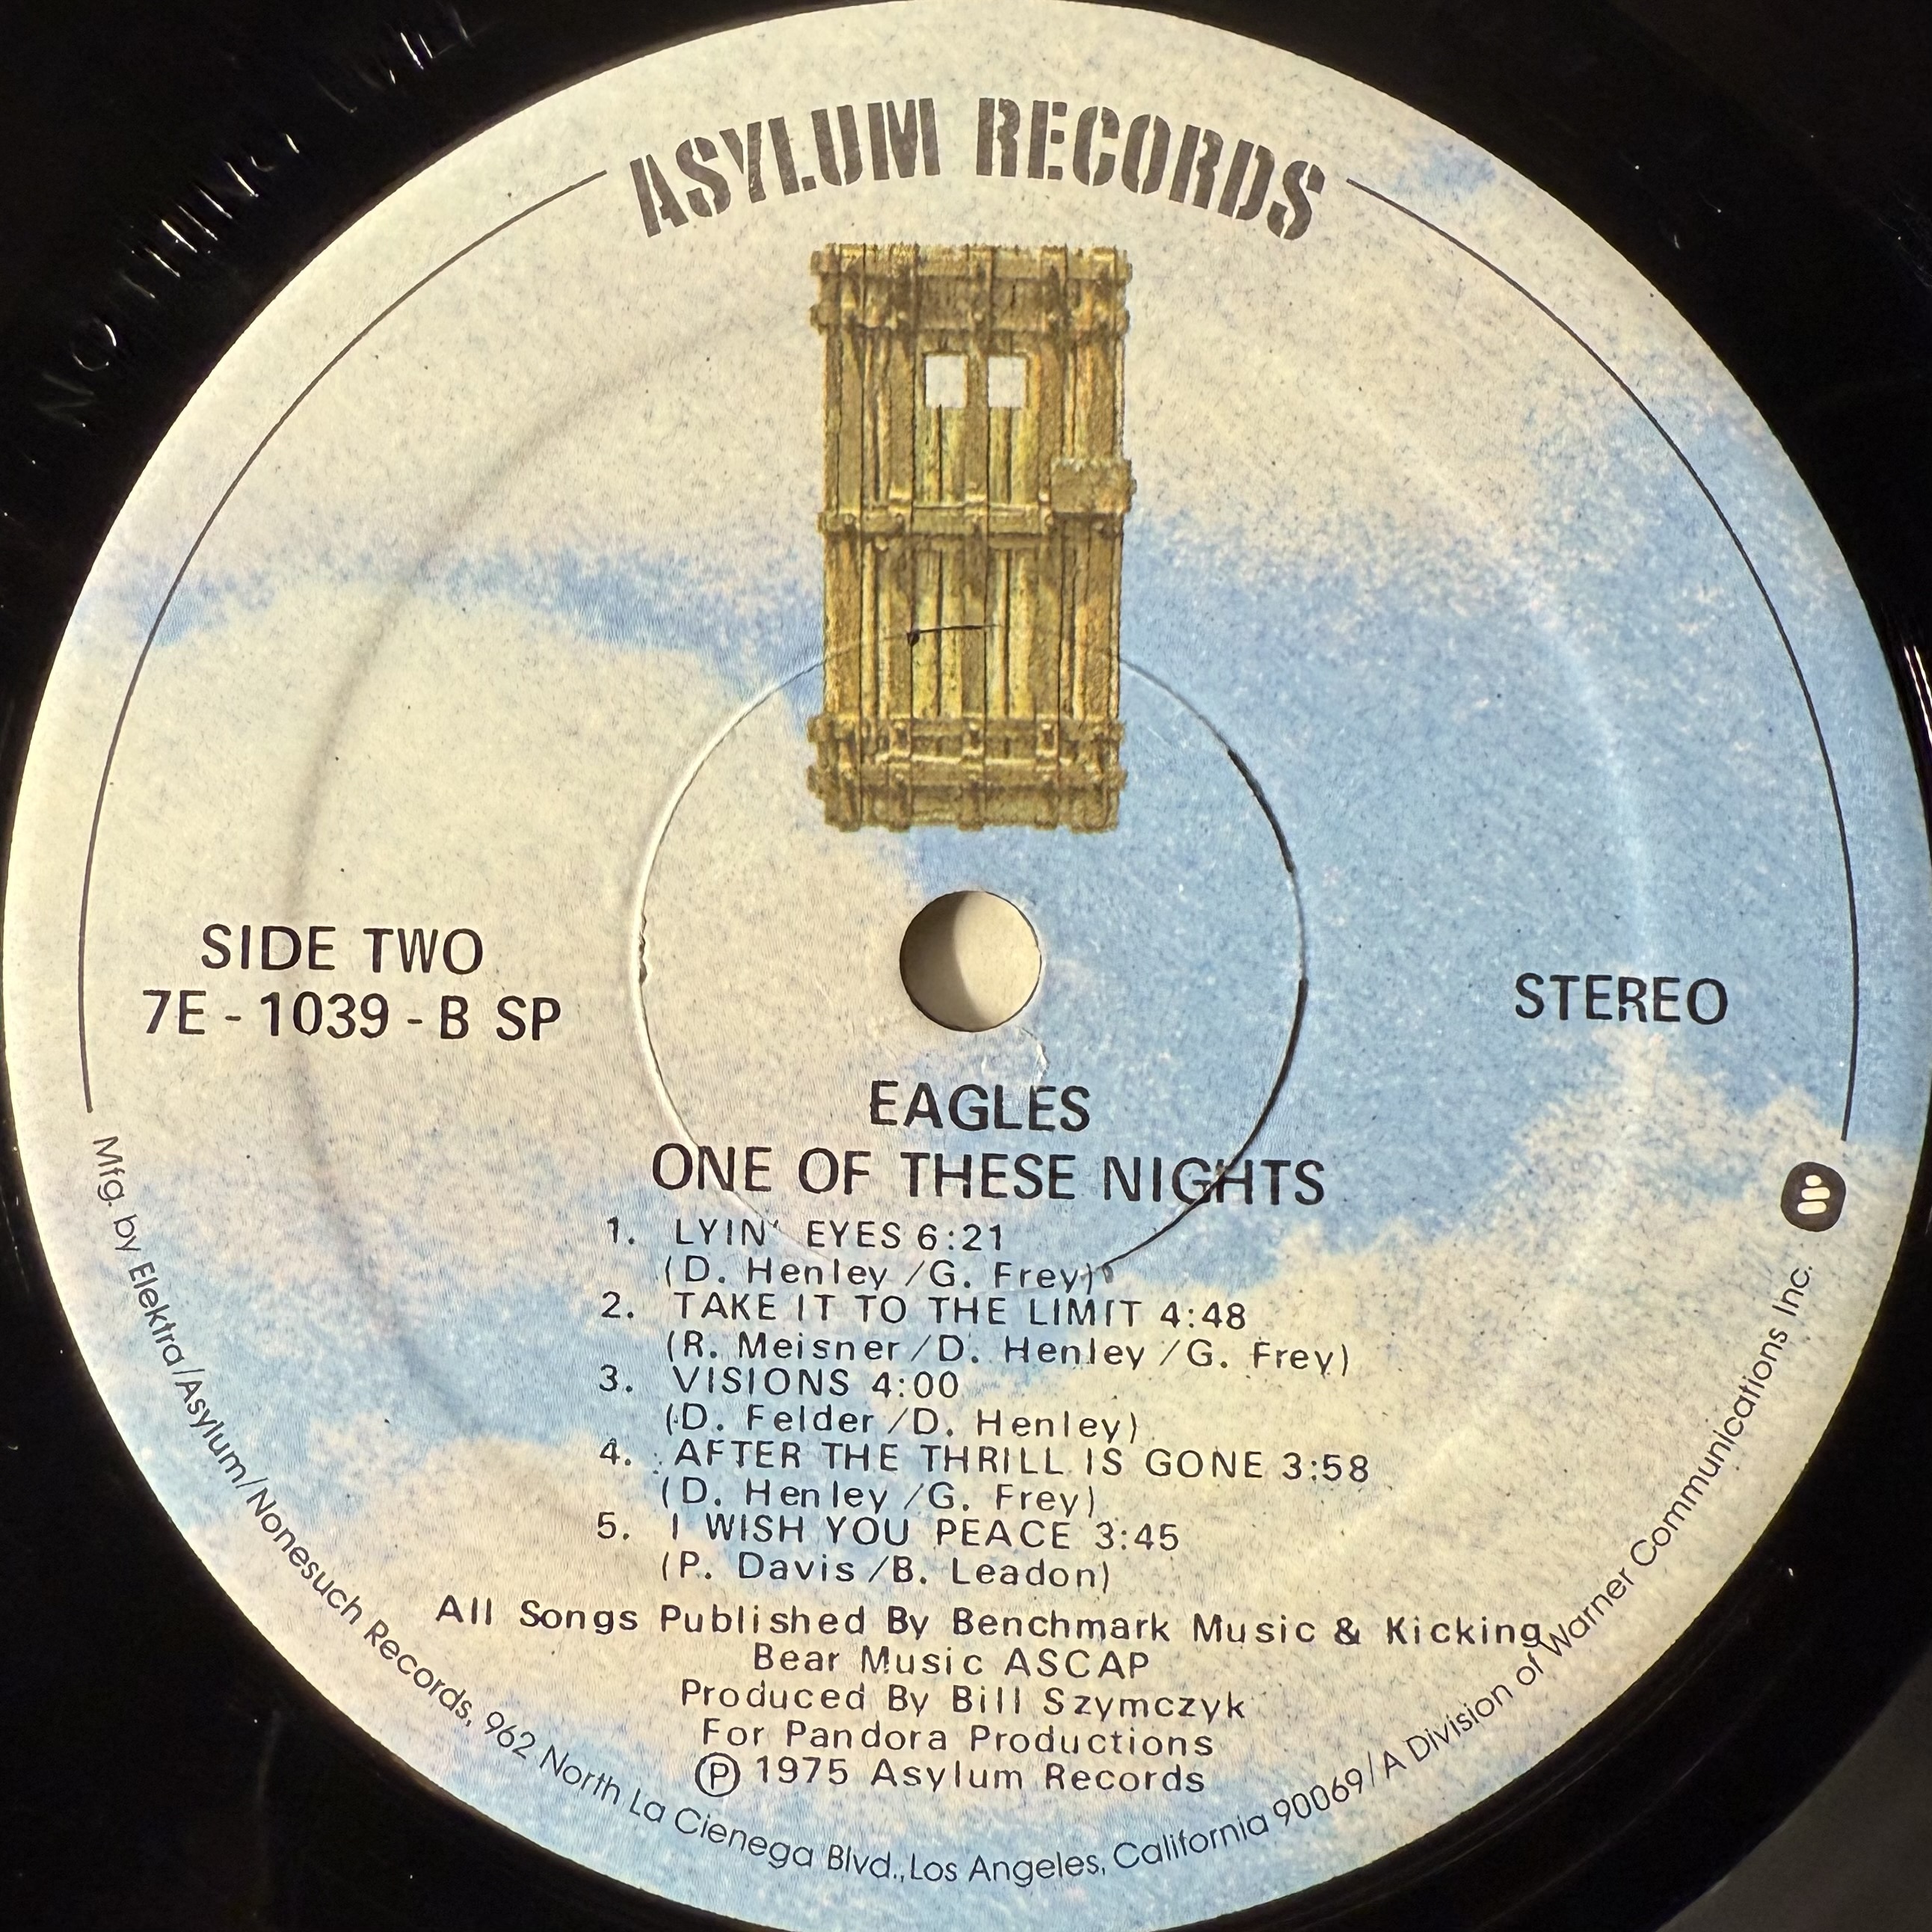 NOTHING
ASYLUM RECORDS
SIDE TWO
7E - 1039 - B SP
STEREO
EAGLES
ONE OF THESE NIGHTS
1. LYIN' EYES 6:21
(D. Henley /G. Frey)
2. TAKE IT TO THE LIMIT 4:48
(R. Meisner /D. Henley /G. Frey)
3. VISIONS 4:00
(D. Felder /D. Henley)
4. AFTER THE THRILL IS GONE 3:58
(D. Henley /G. Frey)
5. I WISH YOU PEACE 3:45
(P. Davis /B. Leadon)
All Songs Published By Benchmark Music & Kicking
Bear Music ASCAP
Produced By Bill Szymczyk
For Pandora Productions
℗ 1975 Asylum Records
Mfg. by Elektra/Asylum/Nonesuch Records, 962 North La Cienega Blvd., Los Angeles, California 90069/A Division of Warner Communications Inc.